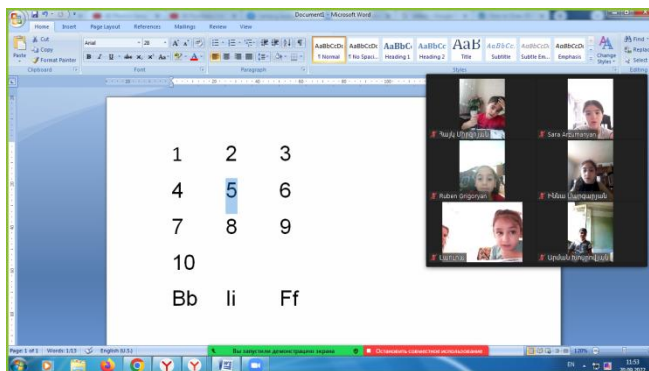 Document1 - Microsoft Word
Home Insert Page Layout References Mailings Review View
Cut
Copy
Format Painter
Paste
Clipboard
Arial 28
Font
Paragraph
AaBbCcDc AaBbCcDc AaBbC AaBbCc AaB AaBbCc AaBbCcDc AaBbCcDc
¶ Normal ¶ No Spaci... Heading 1 Heading 2 Title Subtitle Subtle Em... Emphasis
Change Styles
Styles
Find
Replac
Select
Editing
1 2 3
4 5 6
7 8 9
10
Bb Ii Ff
Sara Arzumanyan
Ruben Grigoryan
Page: 1 of 1 Words: 1/13 English (U.S.)
Вы запустили демонстрацию экрана
Остановить совместное использование
120%
EN 11:53